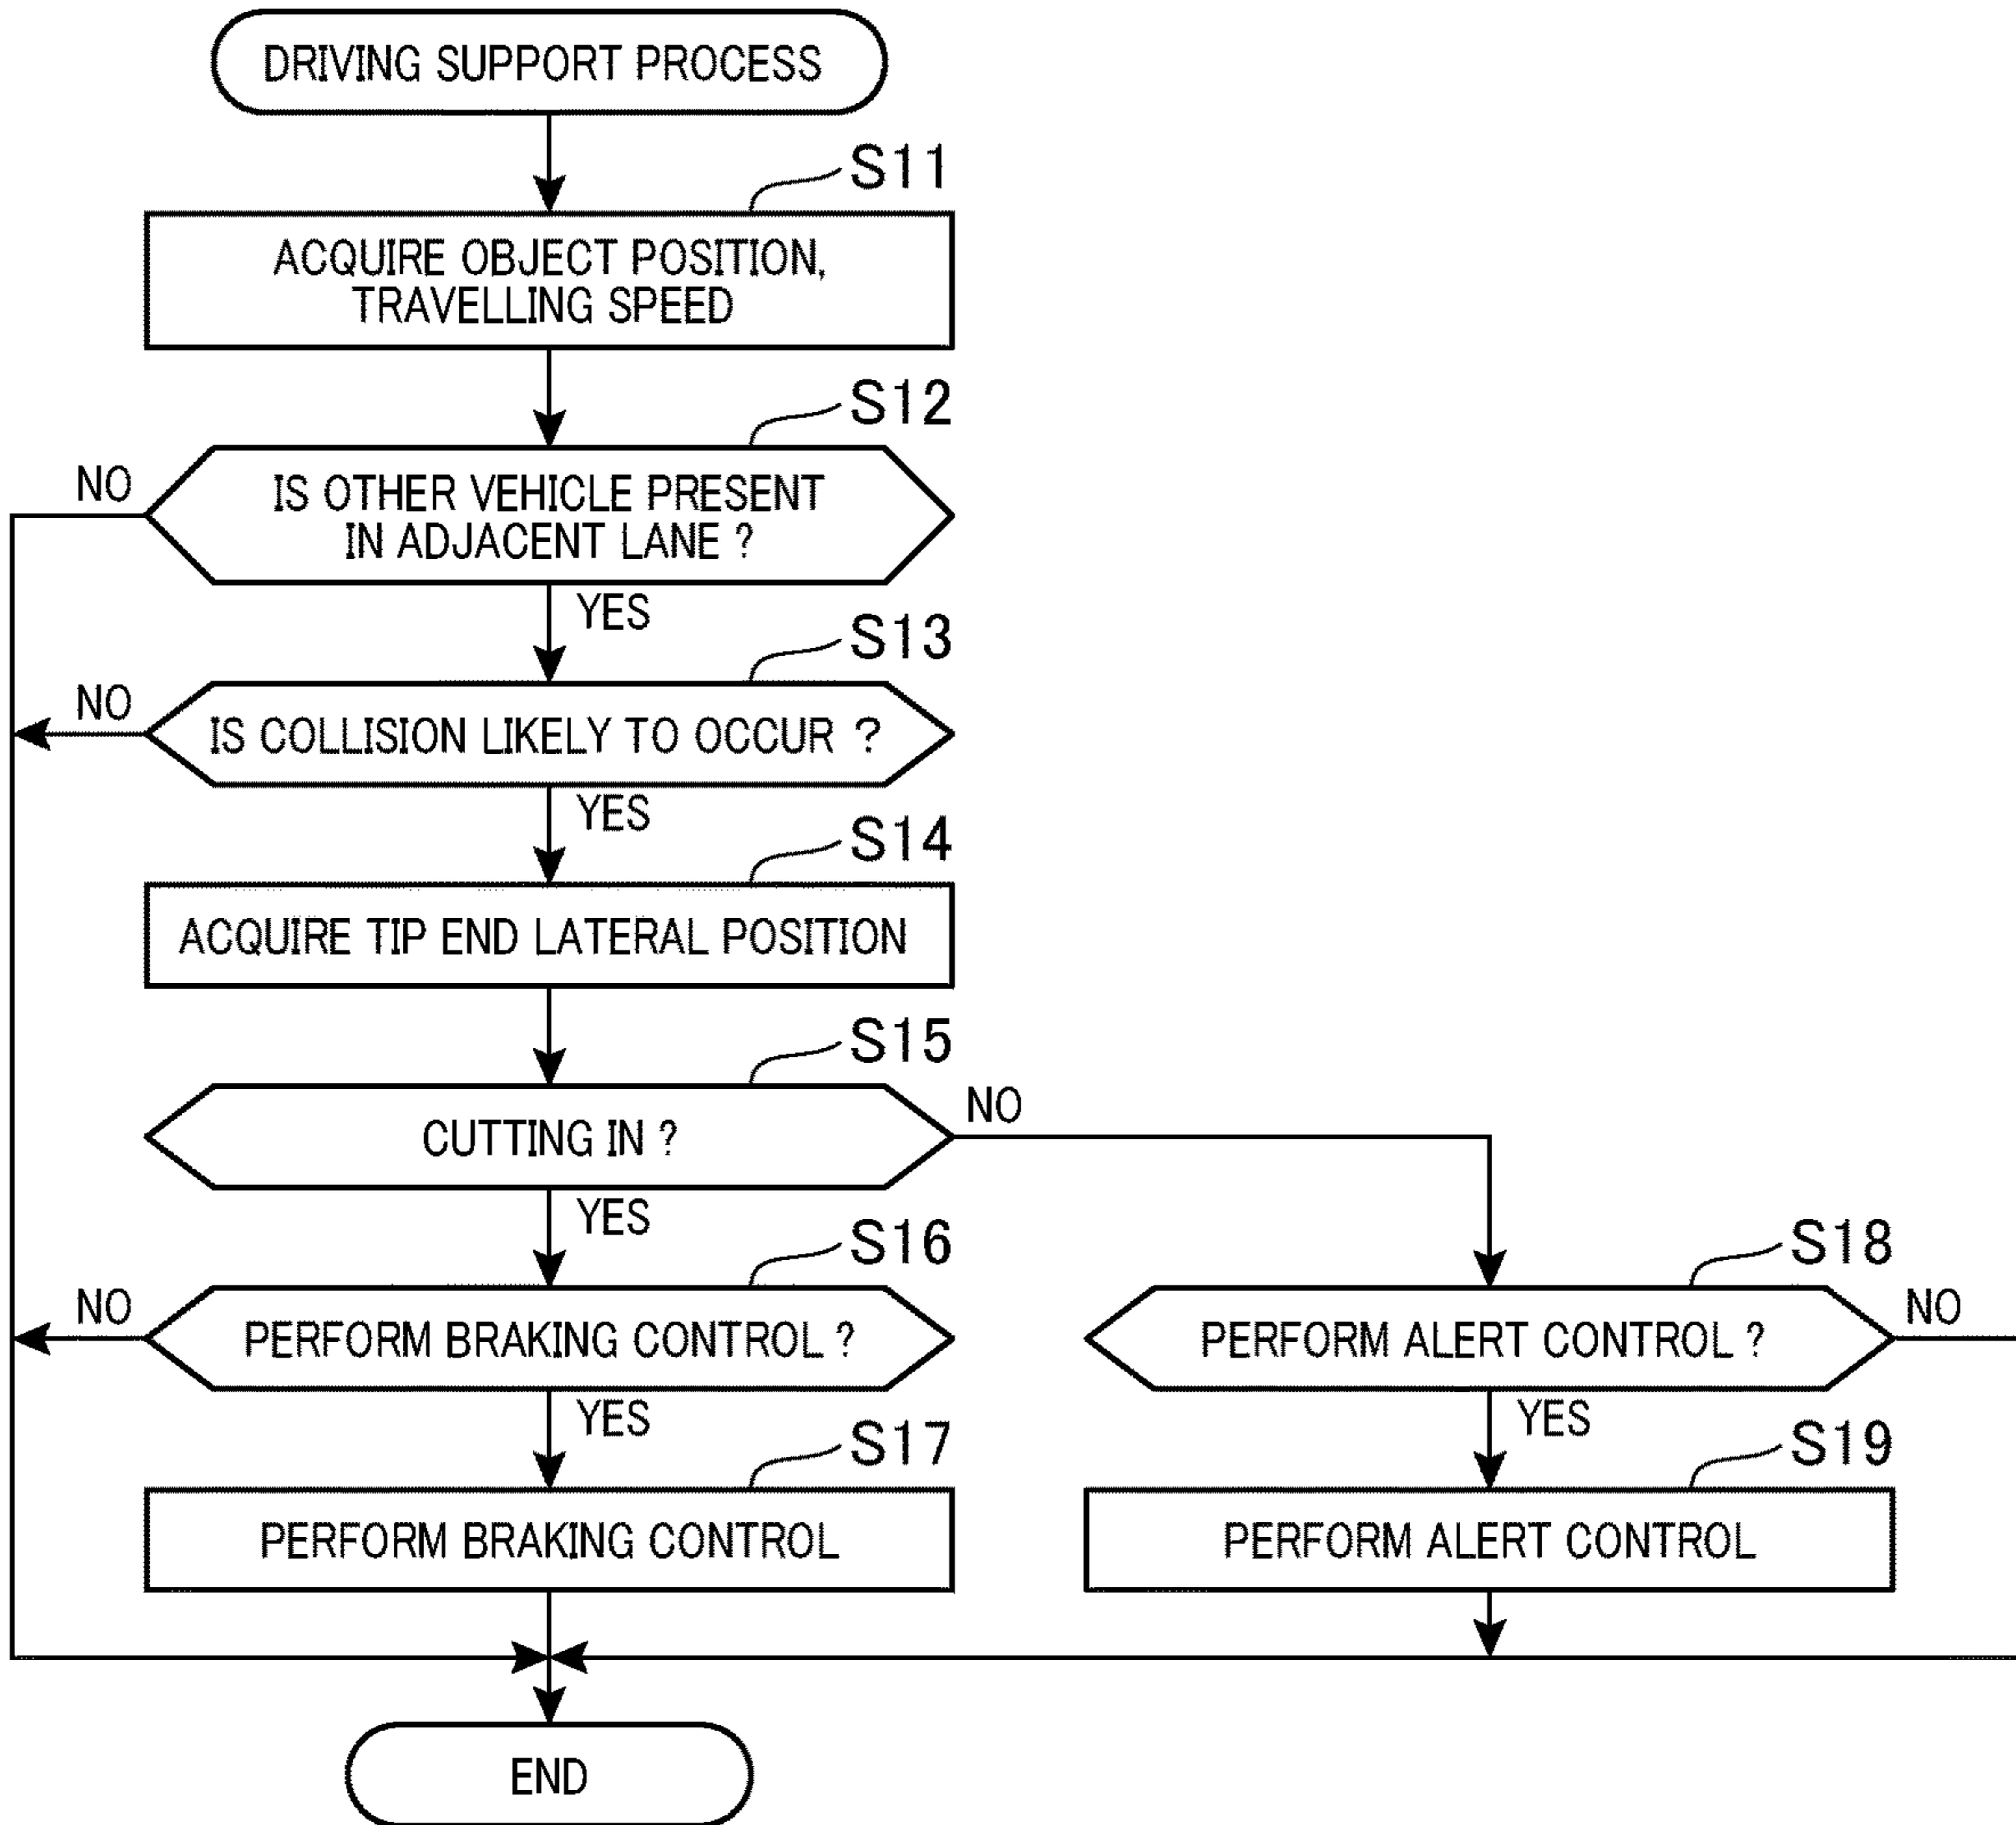 DRIVING SUPPORT PROCESS
S11
ACQUIRE OBJECT POSITION,
TRAVELLING SPEED
S12
NO
IS OTHER VEHICLE PRESENT
IN ADJACENT LANE ?
YES
S13
NO
IS COLLISION LIKELY TO OCCUR ?
YES
S14
ACQUIRE TIP END LATERAL POSITION
S15
CUTTING IN ?
NO
YES
S16
NO
PERFORM BRAKING CONTROL ?
YES
S17
PERFORM BRAKING CONTROL
S18
PERFORM ALERT CONTROL ?
NO
YES
S19
PERFORM ALERT CONTROL
END